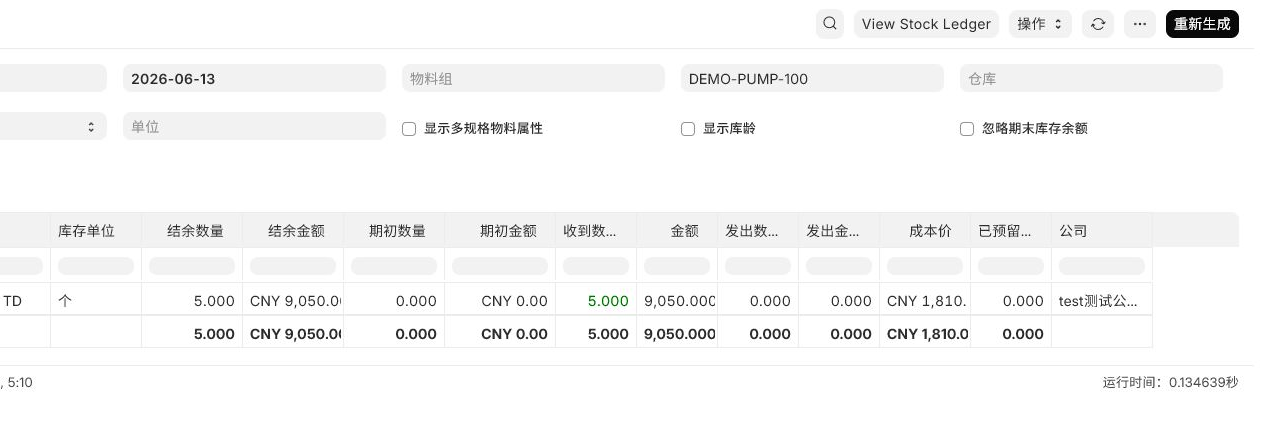 View Stock Ledger 操作 ··· 重新生成
2026-06-13 物料组 DEMO-PUMP-100 仓库
单位 显示多规格物料属性 显示库龄 忽略期末库存余额
库存单位 结余数量 结余金额 期初数量 期初金额 收到数... 金额 发出数... 发出金... 成本价 已预留... 公司
TD 个 5.000 CNY 9,050.0 0.000 CNY 0.00 5.000 9,050.000 0.000 0.000 CNY 1,810. 0.000 test测试公...
5.000 CNY 9,050.0 0.000 CNY 0.00 5.000 9,050.000 0.000 0.000 CNY 1,810.0 0.000
, 5:10 运行时间：0.134639秒